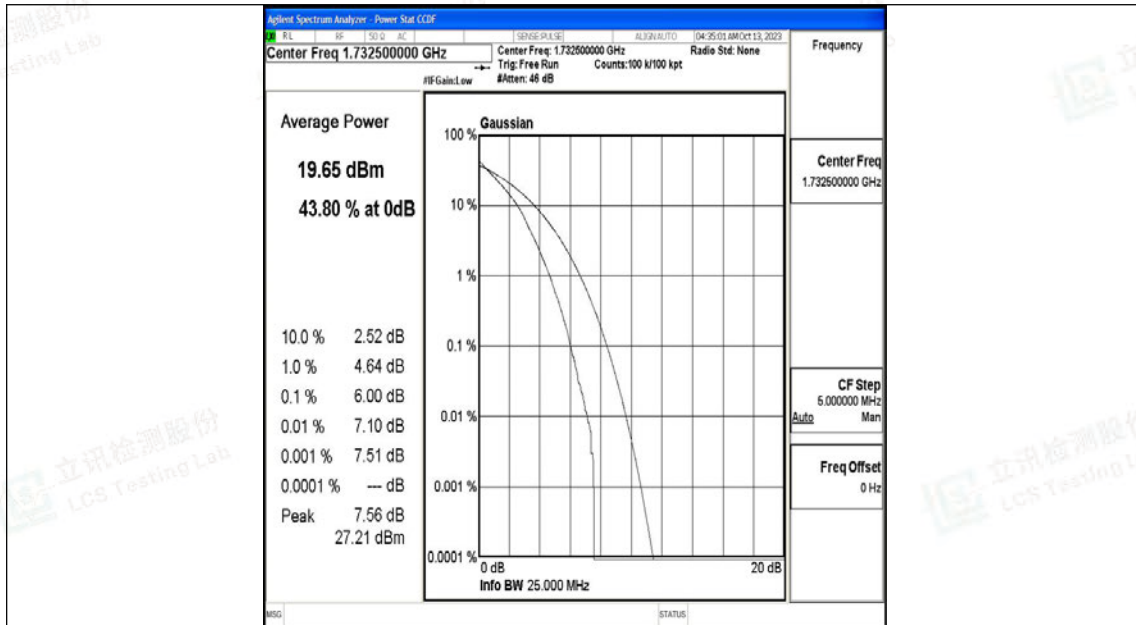 Agilent Spectrum Analyzer - Power Stat CCDF
RL RF 50 Ω AC SENSE:PULSE ALIGNAUTO 04:35:01 AM Oct 13, 2023
Center Freq 1.732500000 GHz
Center Freq: 1.732500000 GHz
Radio Std: None
Trig: Free Run
Counts:100 k/100 kpt
#IFGain:Low
#Atten: 46 dB
Frequency
Average Power
19.65 dBm
43.80 % at 0dB
10.0 % 2.52 dB
1.0 % 4.64 dB
0.1 % 6.00 dB
0.01 % 7.10 dB
0.001 % 7.51 dB
0.0001 % --- dB
Peak 7.56 dB
27.21 dBm
Gaussian
100 %
10 %
1 %
0.1 %
0.01 %
0.001 %
0.0001 %
0 dB 20 dB
Info BW 25.000 MHz
Center Freq
1.732500000 GHz
CF Step
5.000000 MHz
Auto Man
Freq Offset
0 Hz
MSG STATUS
立讯检测股份
LCS Testing Lab
立讯检测股份
LCS Testing L